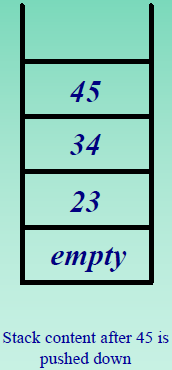 45
34
23
empty
Stack content after 45 is
pushed down